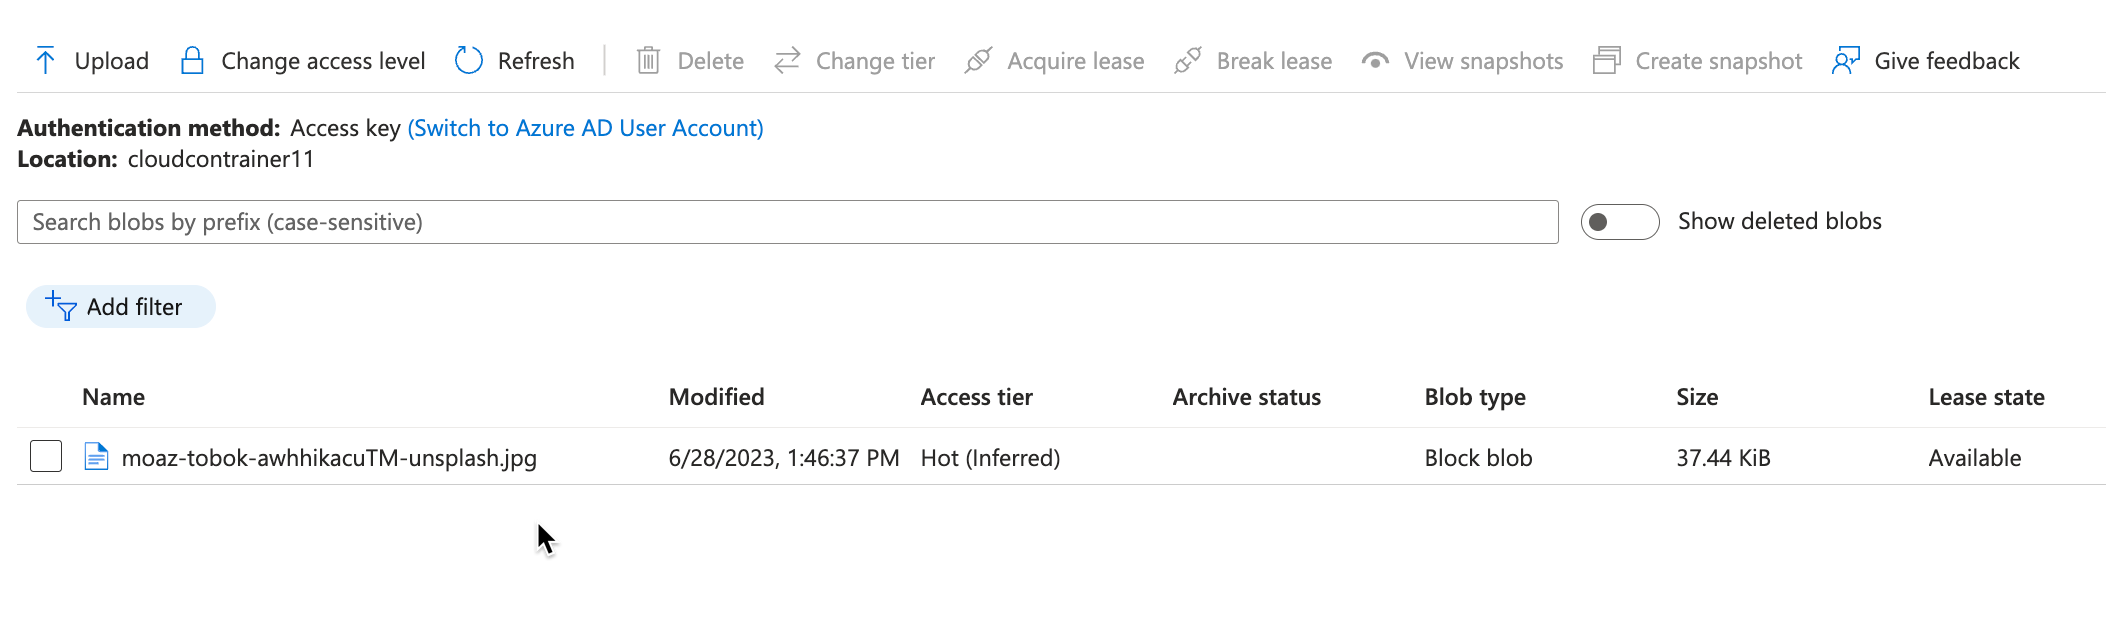 Upload Change access level Refresh Delete Change tier Acquire lease Break lease View snapshots Create snapshot Give feedback
Authentication method: Access key (Switch to Azure AD User Account)
Location: cloudcontrainer11
Search blobs by prefix (case-sensitive) Show deleted blobs
Add filter
Name Modified Access tier Archive status Blob type Size Lease state
moaz-tobok-awhhikacuTM-unsplash.jpg 6/28/2023, 1:46:37 PM Hot (Inferred) Block blob 37.44 KiB Available